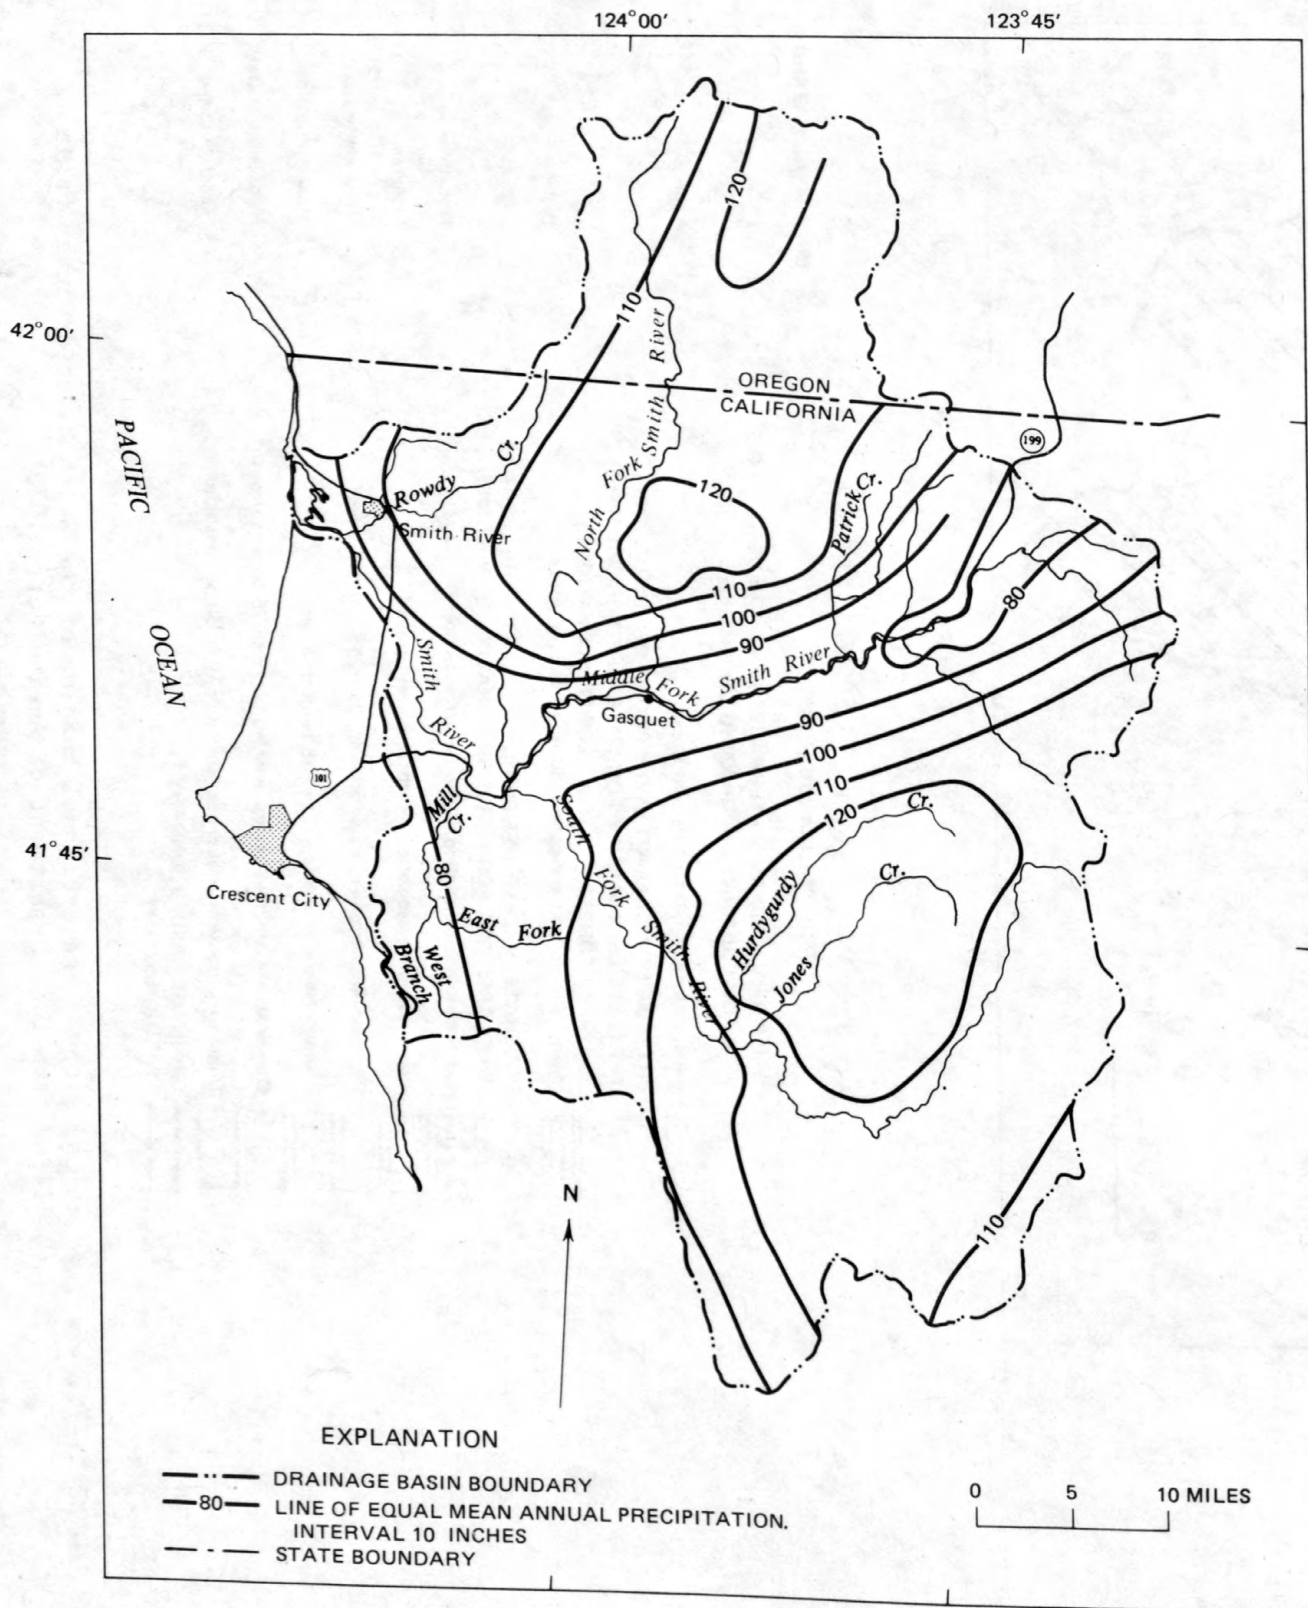 124°00′
123°45′
120
110
42°00′
River
OREGON
CALIFORNIA
199
PACIFIC
Smith
Cr.
Fork
Rowdy
120
Cr.
North
Patrick
Smith River
110
80
100
90
OCEAN
Smith
River
Middle Fork Smith River
Gasquet
90
100
101
110
Mill
Cr.
South
120
Cr.
41°45′
80
Fork
Cr.
Crescent City
East Fork
Smith
Hurdygurdy
West
Branch
River
Jones
N
110
EXPLANATION
DRAINAGE BASIN BOUNDARY
80 LINE OF EQUAL MEAN ANNUAL PRECIPITATION.
INTERVAL 10 INCHES
STATE BOUNDARY
0 5 10 MILES